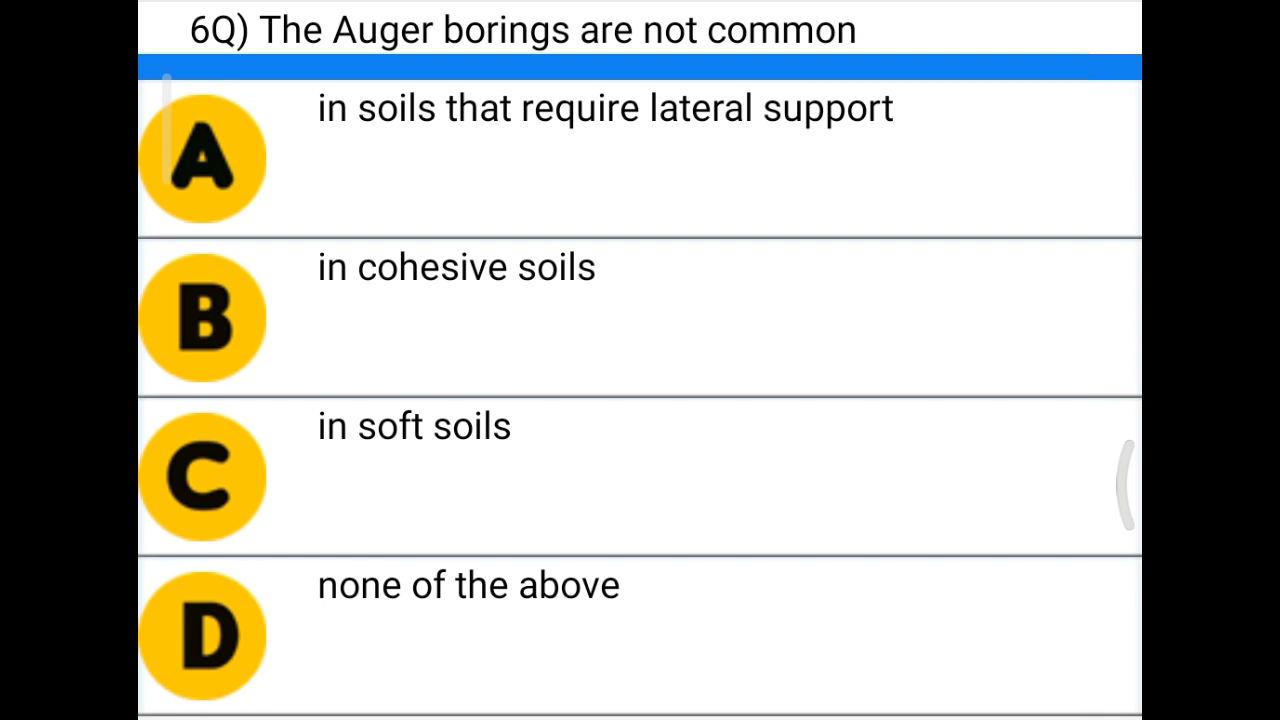 6Q) The Auger borings are not common
A in soils that require lateral support
B in cohesive soils
C in soft soils
D none of the above